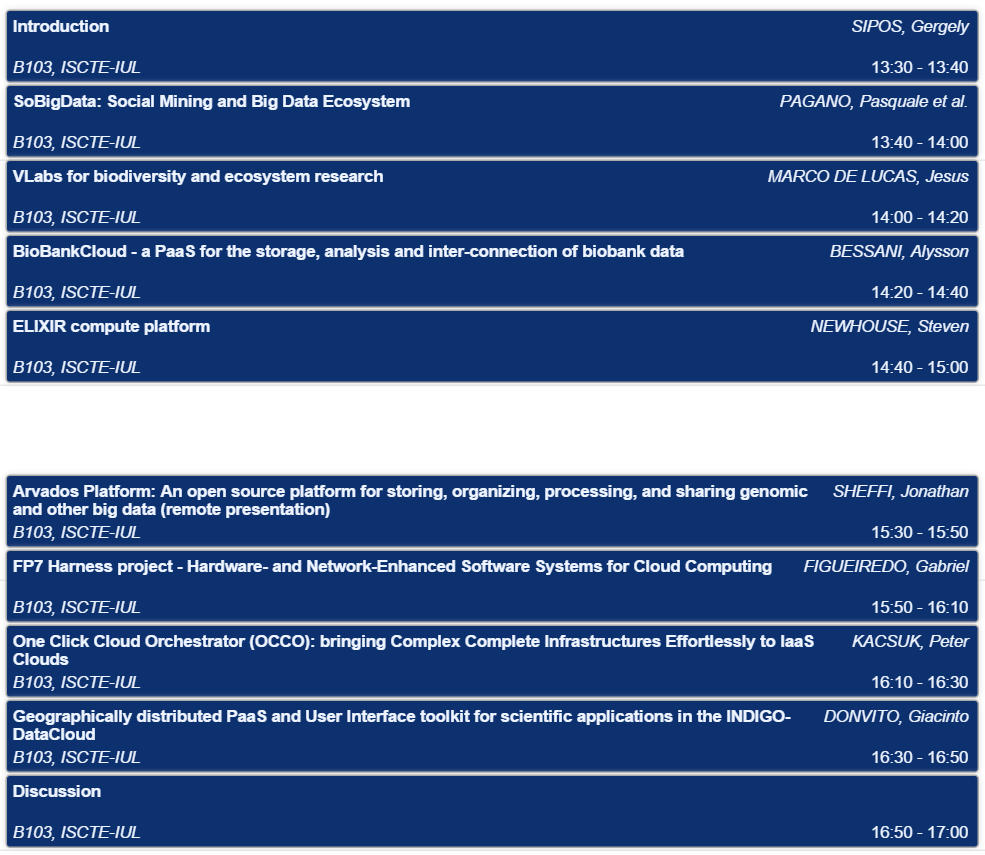 Introduction SIPOS, Gergely
B103, ISCTE-IUL 13:30 - 13:40
SoBigData: Social Mining and Big Data Ecosystem PAGANO, Pasquale et al.
B103, ISCTE-IUL 13:40 - 14:00
VLabs for biodiversity and ecosystem research MARCO DE LUCAS, Jesus
B103, ISCTE-IUL 14:00 - 14:20
BioBankCloud - a PaaS for the storage, analysis and inter-connection of biobank data BESSANI, Alysson
B103, ISCTE-IUL 14:20 - 14:40
ELIXIR compute platform NEWHOUSE, Steven
B103, ISCTE-IUL 14:40 - 15:00
Arvados Platform: An open source platform for storing, organizing, processing, and sharing genomic SHEFFI, Jonathan
and other big data (remote presentation)
B103, ISCTE-IUL 15:30 - 15:50
FP7 Harness project - Hardware- and Network-Enhanced Software Systems for Cloud Computing FIGUEIREDO, Gabriel
B103, ISCTE-IUL 15:50 - 16:10
One Click Cloud Orchestrator (OCCO): bringing Complex Complete Infrastructures Effortlessly to IaaS KACSUK, Peter
Clouds
B103, ISCTE-IUL 16:10 - 16:30
Geographically distributed PaaS and User Interface toolkit for scientific applications in the INDIGO- DONVITO, Giacinto
DataCloud
B103, ISCTE-IUL 16:30 - 16:50
Discussion
B103, ISCTE-IUL 16:50 - 17:00